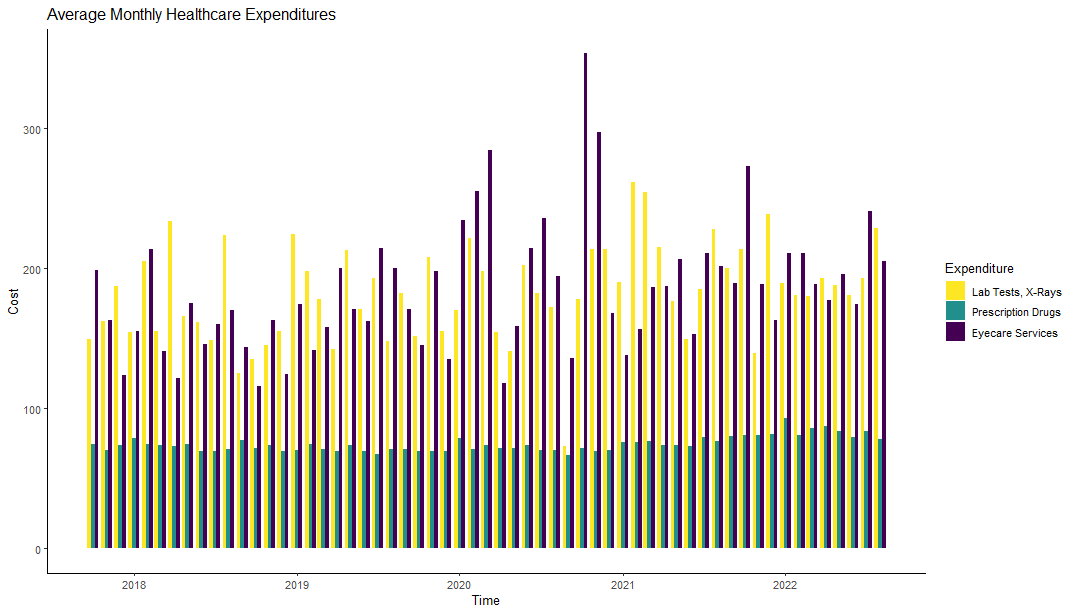 Average Monthly Healthcare Expenditures
Cost
300
200
100
0
2018 2019 2020 2021 2022
Time
Expenditure
Lab Tests, X-Rays
Prescription Drugs
Eyecare Services